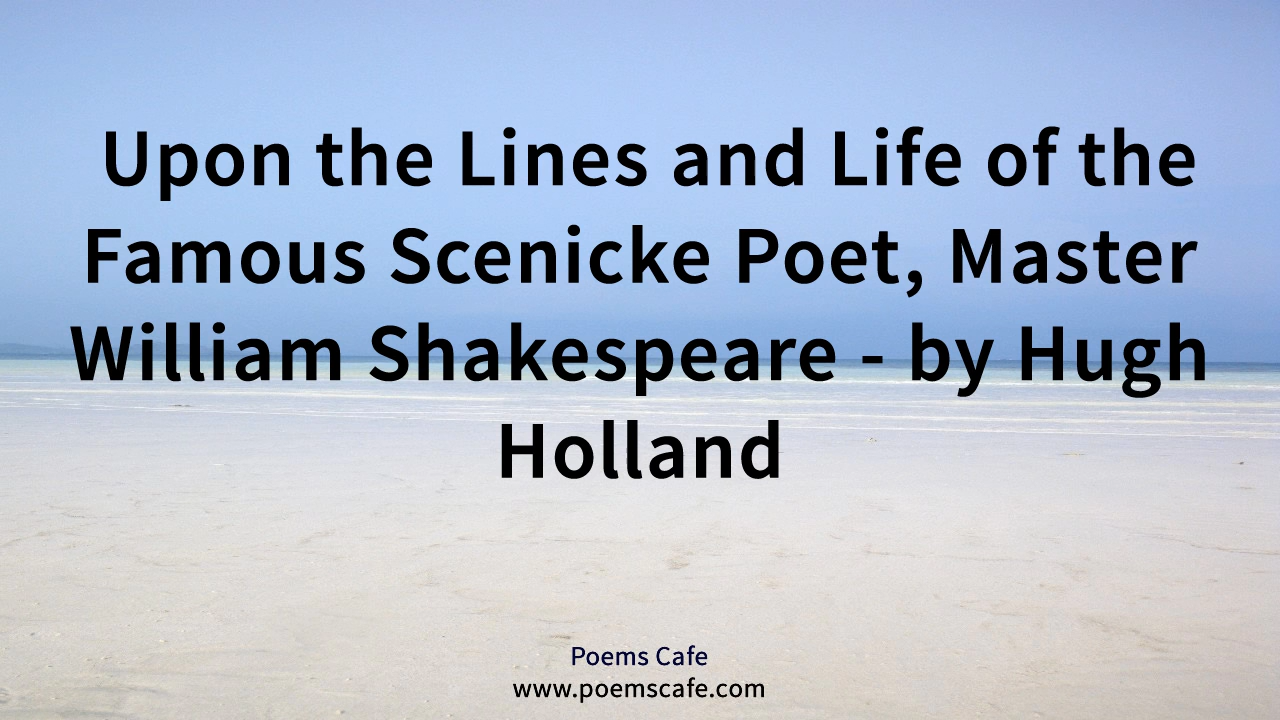 Upon the Lines and Life of the
Famous Scenicke Poet, Master
William Shakespeare - by Hugh
Holland
Poems Cafe
www.poemscafe.com